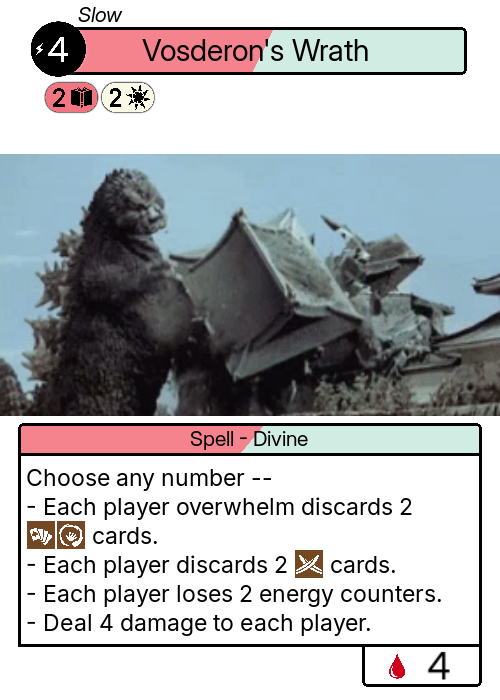 Slow
4 Vosderon's Wrath
2 2
Spell - Divine
Choose any number --
- Each player overwhelm discards 2
cards.
- Each player discards 2 cards.
- Each player loses 2 energy counters.
- Deal 4 damage to each player.
4